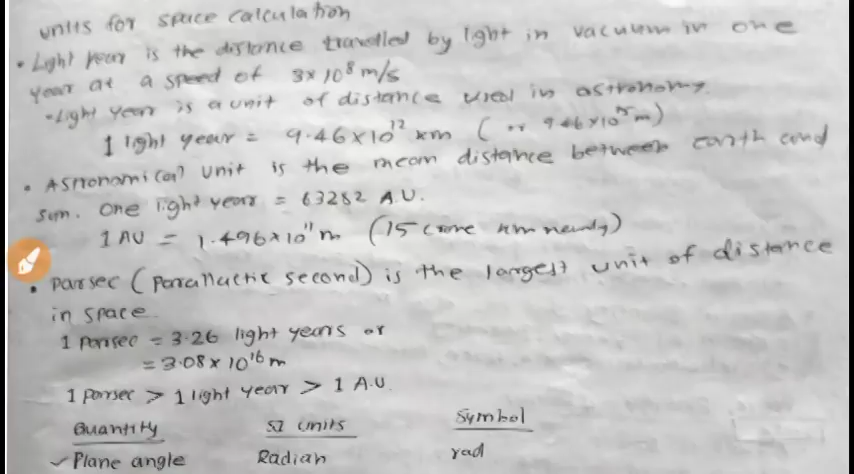 units for space calculation
• Light year is the distance travelled by light in vacuum in one
year at a speed of 3×10⁸ m/s
• Light year is a unit of distance used in astronomy.
1 light year = 9.46×10¹² km (or 9.46×10¹⁵ m)
• Astronomical unit is the mean distance between earth and
sun. One light year = 63282 A.U.
1 AU = 1.496×10¹¹ m (15 crore km nearly)
• Parsec (Parallactic second) is the largest unit of distance
in space.
1 parsec = 3.26 light years or
= 3.08×10¹⁶ m
1 parsec > 1 light year > 1 A.U.
Quantity SI units Symbol
✓ Plane angle Radian rad